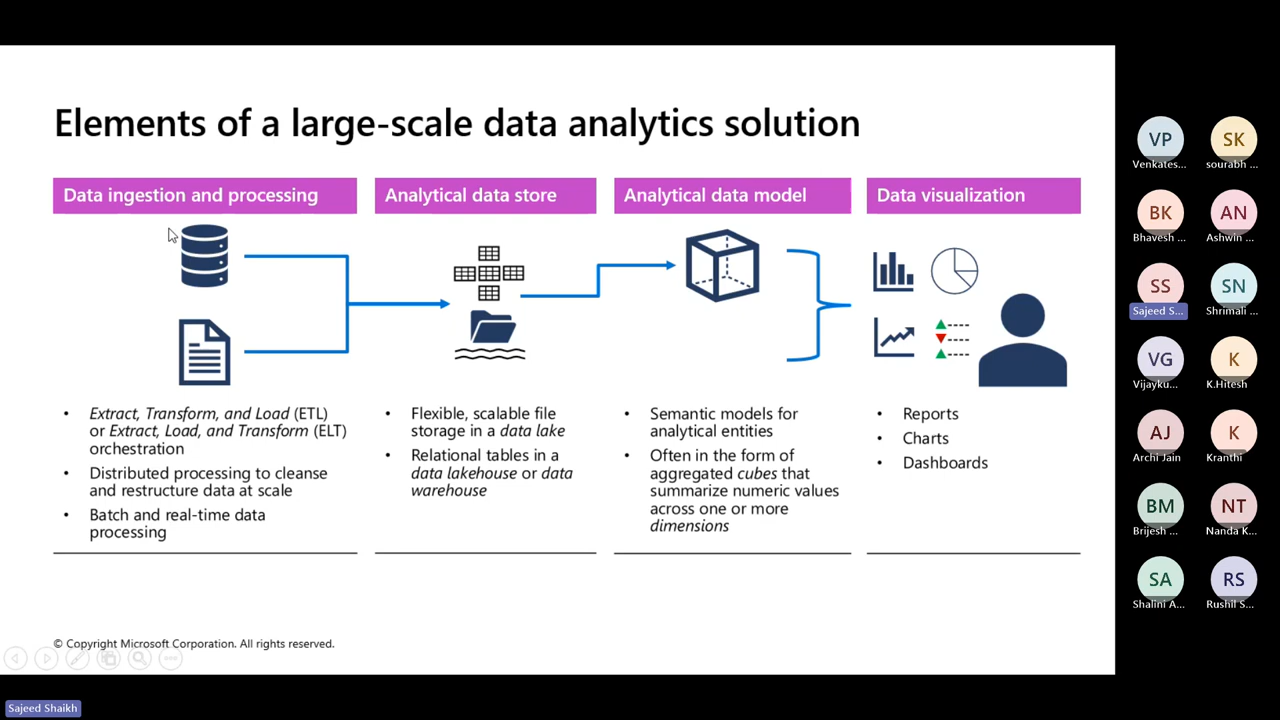 Elements of a large-scale data analytics solution
Data ingestion and processing
Extract, Transform, and Load (ETL)
or Extract, Load, and Transform (ELT)
orchestration
Distributed processing to cleanse
and restructure data at scale
Batch and real-time data
processing
Analytical data store
Flexible, scalable file
storage in a data lake
Relational tables in a
data lakehouse or data
warehouse
Analytical data model
Semantic models for
analytical entities
Often in the form of
aggregated cubes that
summarize numeric values
across one or more
dimensions
Data visualization
Reports
Charts
Dashboards
© Copyright Microsoft Corporation. All rights reserved.
VP
Venkates...
SK
sourabh ...
BK
Bhavesh ...
AN
Ashwin ...
SS
Sajeed S...
SN
Shrimali ...
VG
Vijayku...
K
K.Hitesh
AJ
Archi Jain
K
Kranthi
BM
Brijesh ...
NT
Nanda K...
SA
Shalini A...
RS
Rushil S...
Sajeed Shaikh